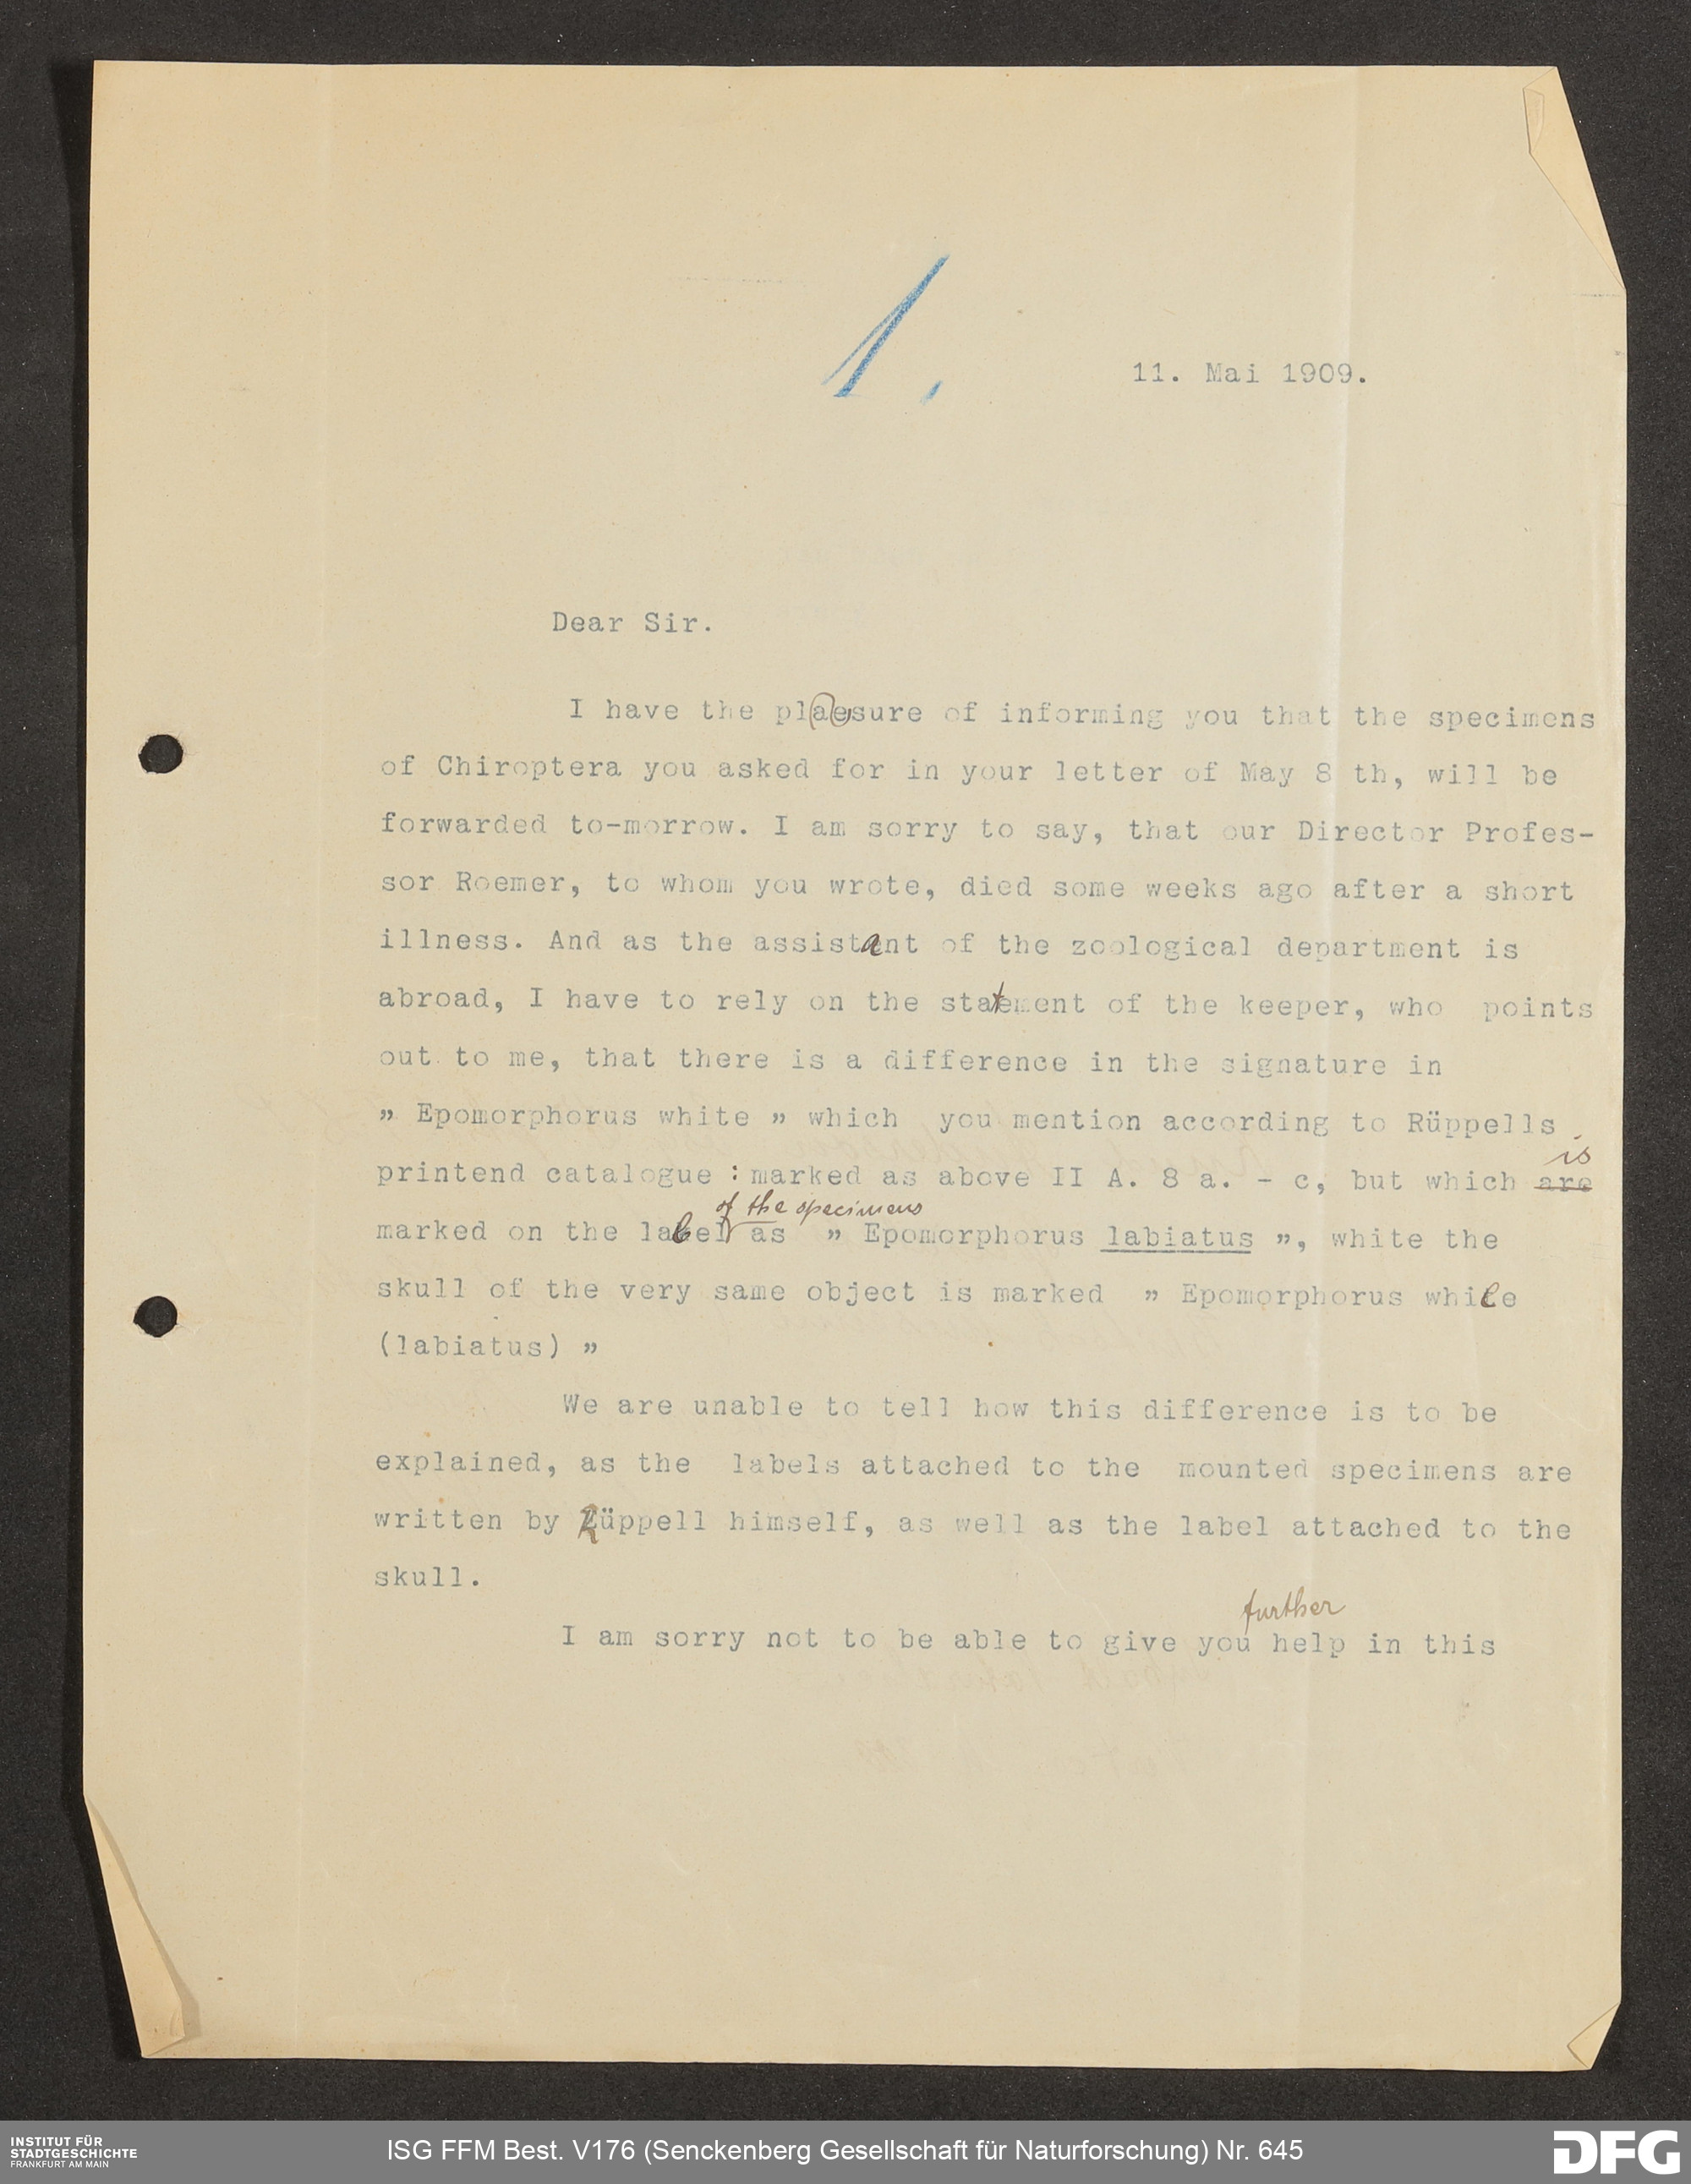 1.
11. Mai 1909.
Dear Sir.
I have the plaesure of informing you that the specimens
of Chiroptera you asked for in your letter of May 8 th, will be
forwarded to-morrow. I am sorry to say, that our Director Profes-
sor Roemer, to whom you wrote, died some weeks ago after a short
illness. And as the assistant of the zoological department is
abroad, I have to rely on the statement of the keeper, who points
out to me, that there is a difference in the signature in
" Epomorphorus white " which you mention according to Rüppells
is
printend catalogue : marked as above II A. 8 a. - c, but which are
of the specimens
marked on the label as " Epomorphorus labiatus ", white the
skull of the very same object is marked " Epomorphorus while
(labiatus) "
We are unable to tell how this difference is to be
explained, as the labels attached to the mounted specimens are
written by Rüppell himself, as well as the label attached to the
skull.
further
I am sorry not to be able to give you help in this
INSTITUT FÜR
STADTGESCHICHTE
FRANKFURT AM MAIN
ISG FFM Best. V176 (Senckenberg Gesellschaft für Naturforschung) Nr. 645
DFG